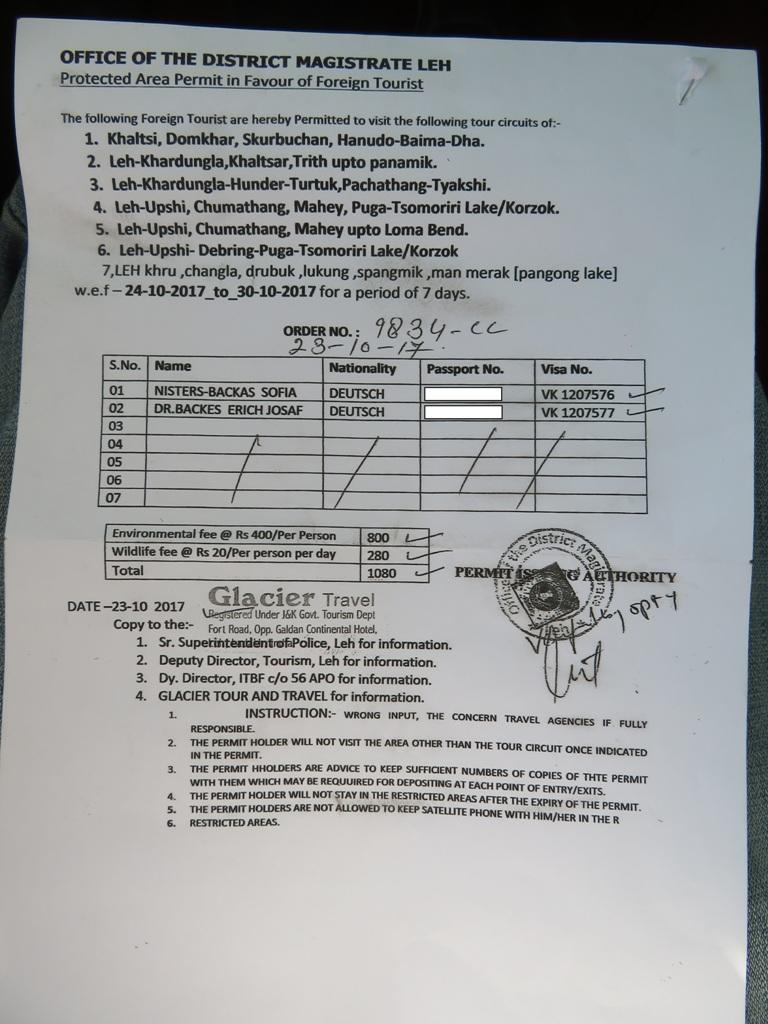 OFFICE OF THE DISTRICT MAGISTRATE LEH
Protected Area Permit in Favour of Foreign Tourist
The following Foreign Tourist are hereby Permitted to visit the following tour circuits of:-
1. Khaltsi, Domkhar, Skurbuchan, Hanudo-Baima-Dha.
2. Leh-Khardungla,Khaltsar,Trith upto panamik.
3. Leh-Khardungla-Hunder-Turtuk,Pachathang-Tyakshi.
4. Leh-Upshi, Chumathang, Mahey, Puga-Tsomoriri Lake/Korzok.
5. Leh-Upshi, Chumathang, Mahey upto Loma Bend.
6. Leh-Upshi- Debring-Puga-Tsomoriri Lake/Korzok
7,LEH khru ,changla, drubuk ,lukung ,spangmik ,man merak [pangong lake]
w.e.f – 24-10-2017_to_30-10-2017 for a period of 7 days.
ORDER NO.: 9834-CC
23-10-17.
S.No. Name Nationality Passport No. Visa No.
01 NISTERS-BACKAS SOFIA DEUTSCH VK 1207576
02 DR.BACKES ERICH JOSAF DEUTSCH VK 1207577
03
04
05
06
07
Environmental fee @ Rs 400/Per Person 800
Wildlife fee @ Rs 20/Per person per day 280
Total 1080
Office of the District Magistrate Leh
PERMIT ISSUING AUTHORITY
DATE –23-10 2017
Glacier Travel
Registered Under J&K Govt. Tourism Dept
Fort Road, Opp. Galdan Continental Hotel,
Copy to the:-
1. Sr. Superintendent of Police, Leh for information.
2. Deputy Director, Tourism, Leh for information.
3. Dy. Director, ITBF c/o 56 APO for information.
4. GLACIER TOUR AND TRAVEL for information.
1. INSTRUCTION:- WRONG INPUT, THE CONCERN TRAVEL AGENCIES IF FULLY
RESPONSIBLE.
2. THE PERMIT HOLDER WILL NOT VISIT THE AREA OTHER THAN THE TOUR CIRCUIT ONCE INDICATED
IN THE PERMIT.
3. THE PERMIT HHOLDERS ARE ADVICE TO KEEP SUFFICIENT NUMBERS OF COPIES OF THTE PERMIT
WITH THEM WHICH MAY BE REQUUIRED FOR DEPOSITING AT EACH POINT OF ENTRY/EXITS.
4. THE PERMIT HOLDER WILL NOT STAY IN THE RESTRICTED AREAS AFTER THE EXPIRY OF THE PERMIT.
5. THE PERMIT HOLDERS ARE NOT ALLOWED TO KEEP SATELLITE PHONE WITH HIM/HER IN THE R
6. RESTRICTED AREAS.